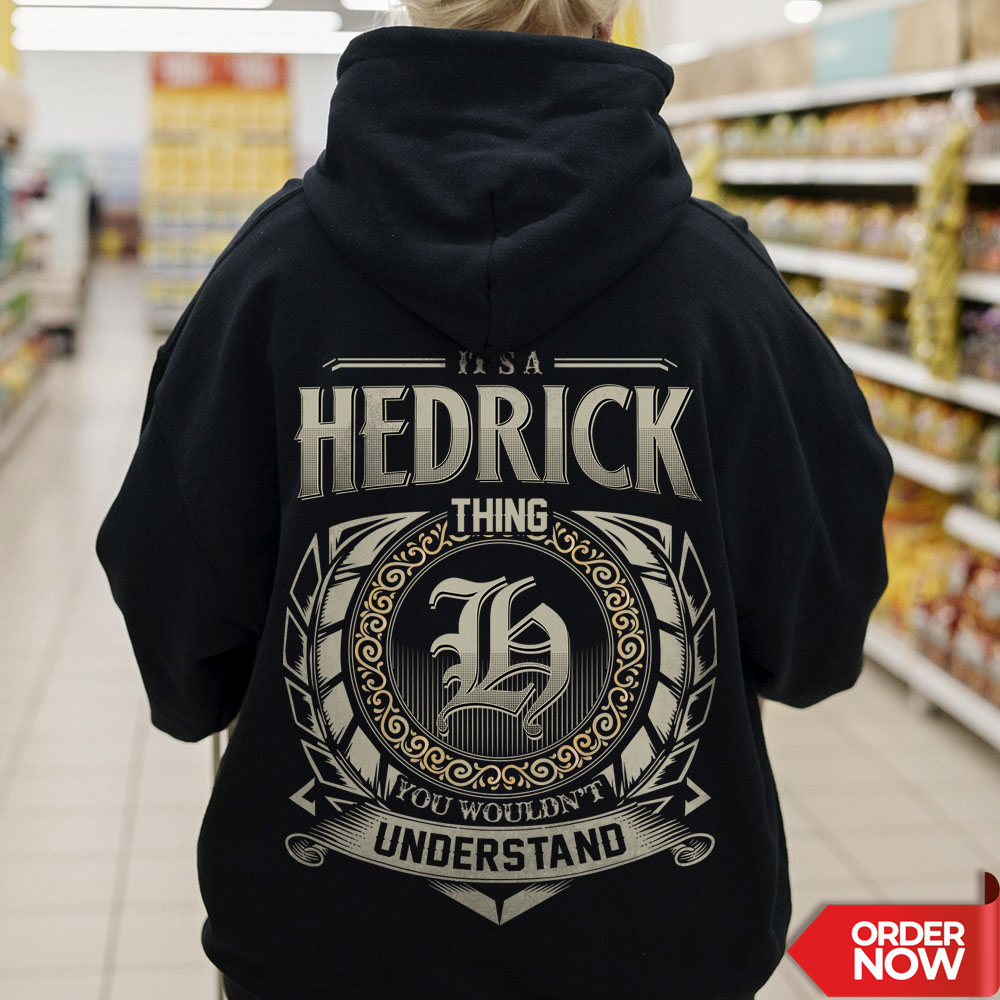 IT'S A
HEDRICK
THING
H
YOU WOULDN'T
UNDERSTAND
ORDER
NOW